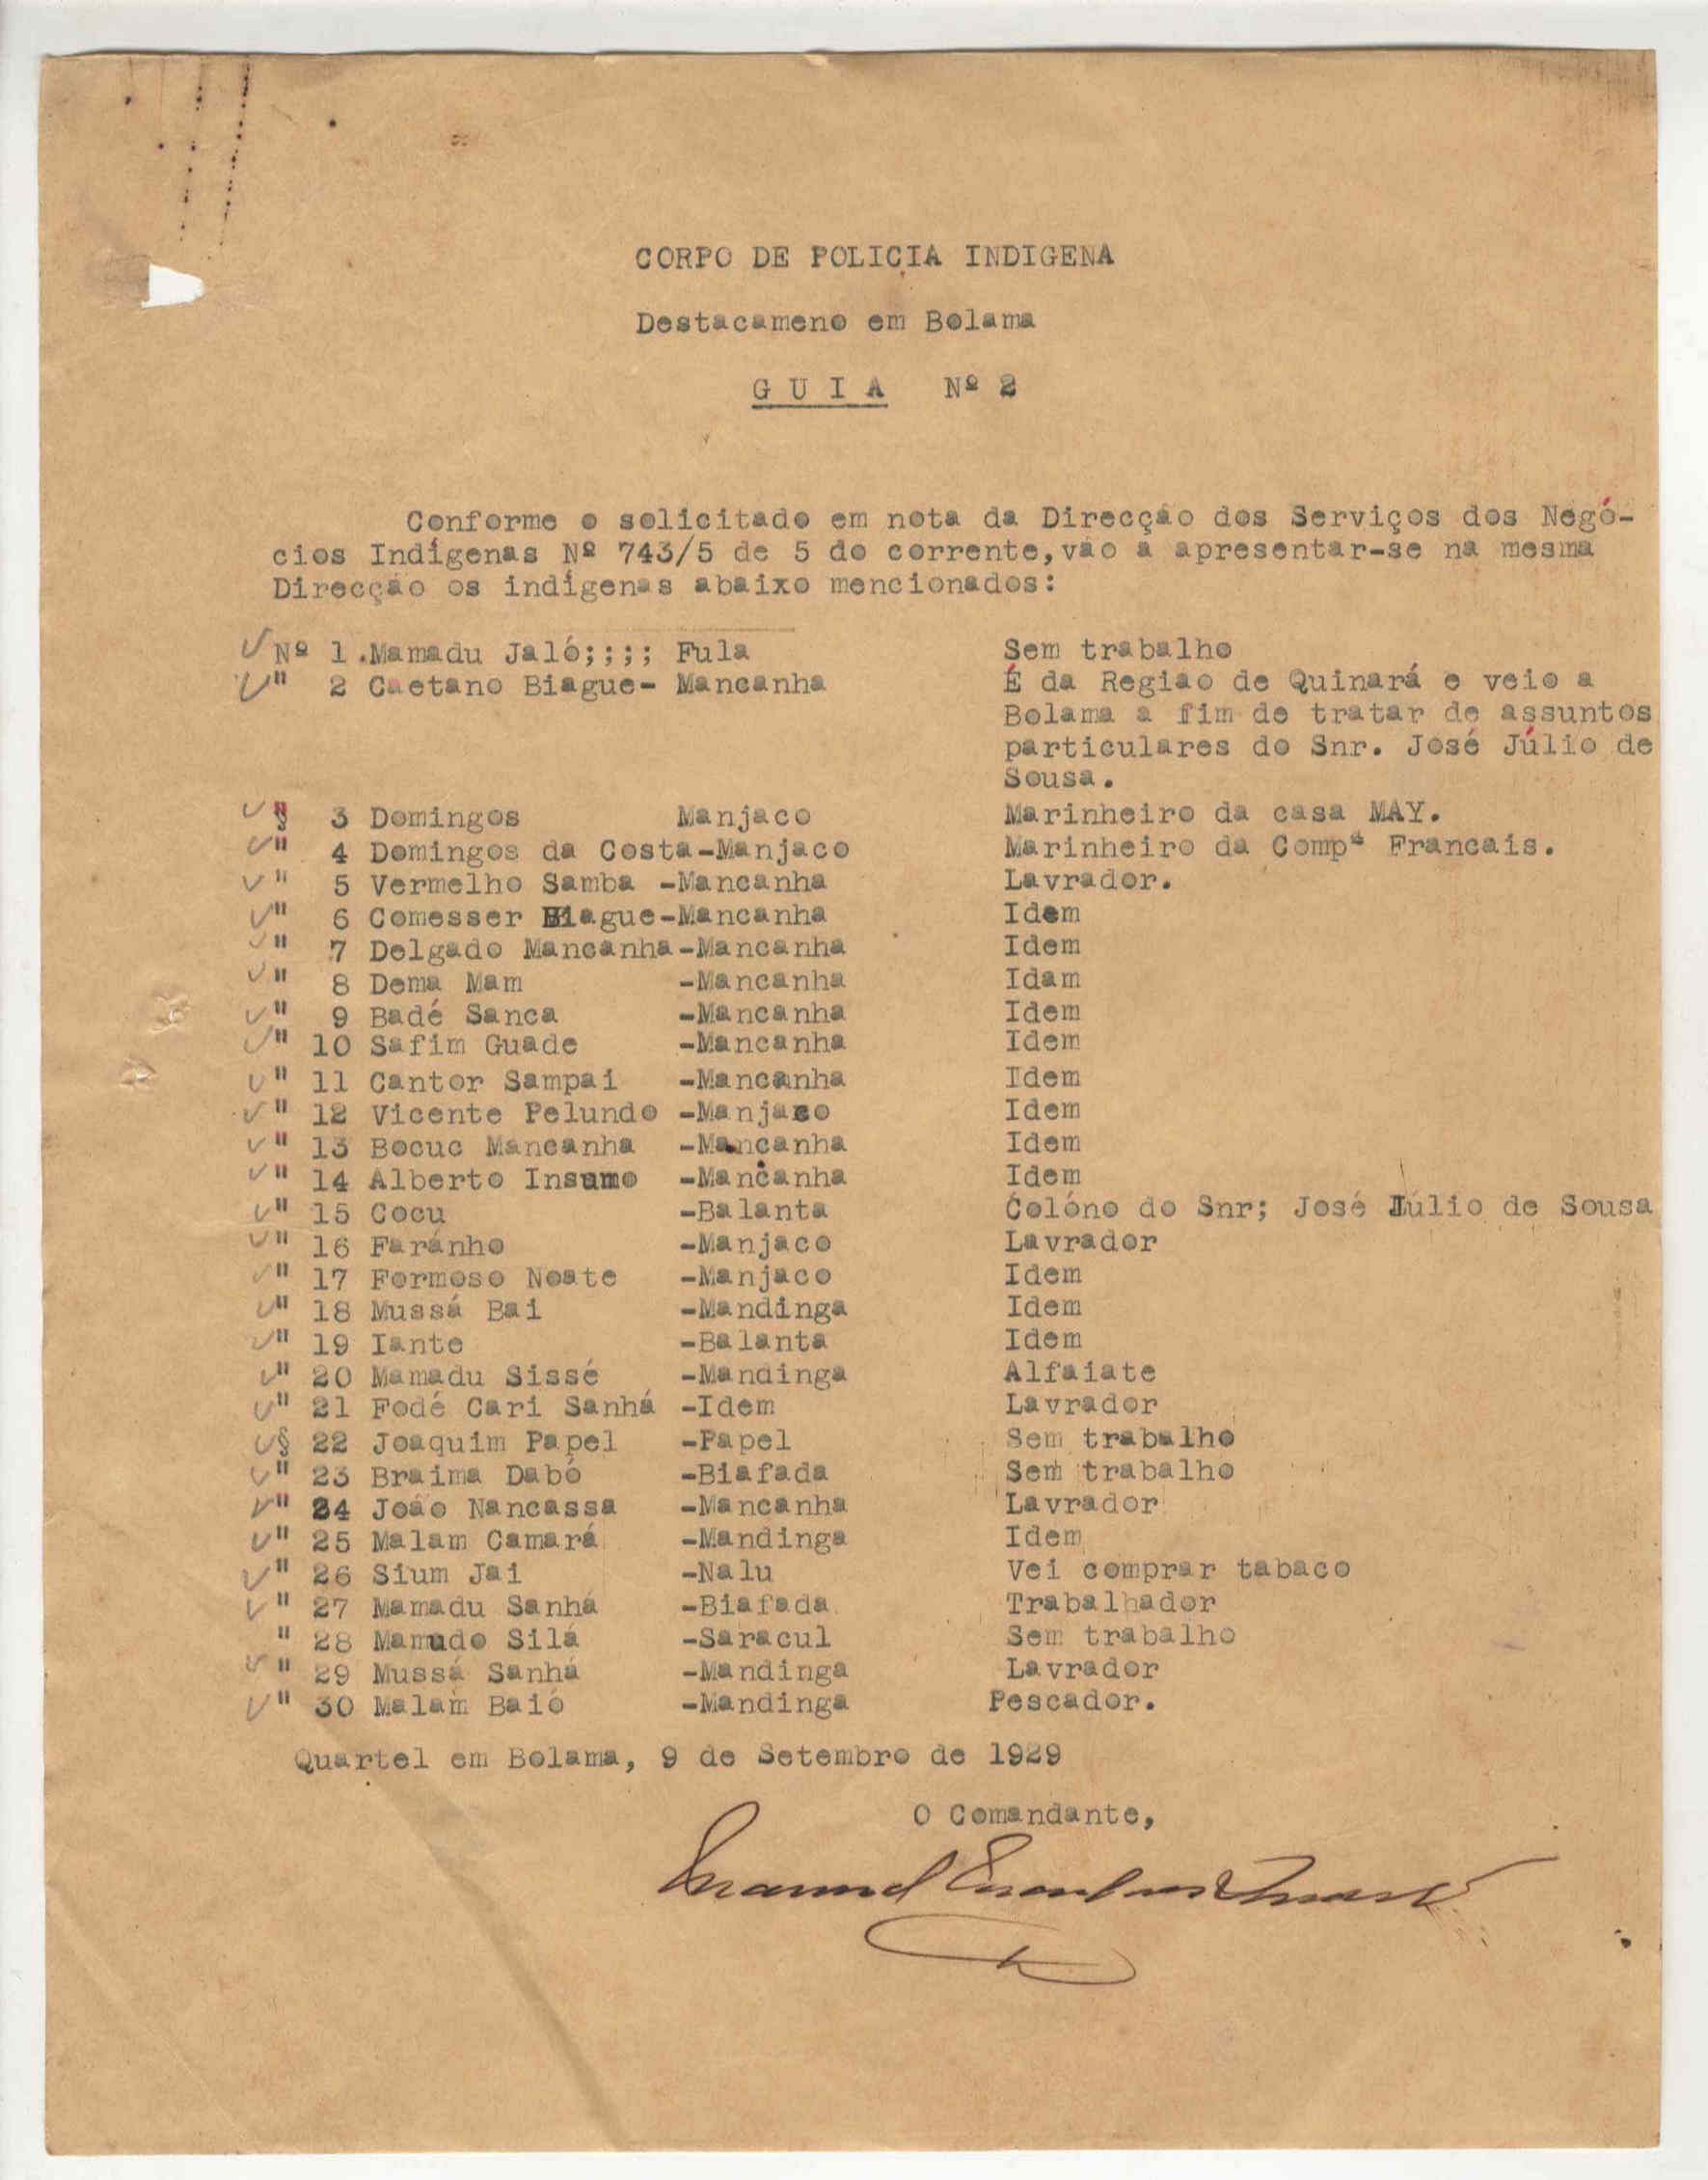 CORPO DE POLICIA INDIGENA
Destacameno em Bolama
G U I A Nº 2
Conforme o solicitado em nota da Direcção dos Serviços dos Negó-
cios Indígenas Nº 743/5 de 5 do corrente, vão a apresentar-se na mesma
Direcção os indígenas abaixo mencionados:
Nº 1.Mamadu Jaló;;;; Fula Sem trabalho
" 2 Caetano Biague- Mancanha É da Regiao de Quinará e veio a
Bolama a fim de tratar de assuntos
particulares do Snr. José Júlio de
Sousa.
§ 3 Domingos Manjaco Marinheiro da casa MAY.
" 4 Domingos da Costa-Manjaco Marinheiro da Compª Francais.
" 5 Vermelho Samba -Mancanha Lavrador.
" 6 Comesser Biague-Mancanha Idem
" 7 Delgado Mancanha-Mancanha Idem
" 8 Dema Mam -Mancanha Idam
" 9 Badé Sanca -Mancanha Idem
" 10 Safim Guade -Mancanha Idem
" 11 Cantor Sampai -Mancanha Idem
" 12 Vicente Pelundo -Manjaco Idem
" 13 Bocuc Mancanha -Mancanha Idem
" 14 Alberto Insumo -Mancanha Idem
" 15 Cocu -Balanta Colóno do Snr; José Júlio de Sousa
" 16 Faránho -Manjaco Lavrador
" 17 Formoso Noate -Manjaco Idem
" 18 Mussá Bai -Mandinga Idem
" 19 Iante -Balanta Idem
" 20 Mamadu Sissé -Mandinga Alfaiate
" 21 Fodé Cari Sanhá -Idem Lavrador
§ 22 Joaquim Papel -Papel Sem trabalho
" 23 Braima Dabó -Biafada Sem trabalho
" 24 João Nancassa -Mancanha Lavrador
" 25 Malam Camará -Mandinga Idem
" 26 Sium Jai -Nalu Vei comprar tabaco
" 27 Mamadu Sanhá -Biafada Trabalhador
" 28 Mamudo Silá -Saracul Sem trabalho
" 29 Mussá Sanhá -Mandinga Lavrador
" 30 Malam Baió -Mandinga Pescador.
Quartel em Bolama, 9 de Setembro de 1929
O Comandante,
Manuel